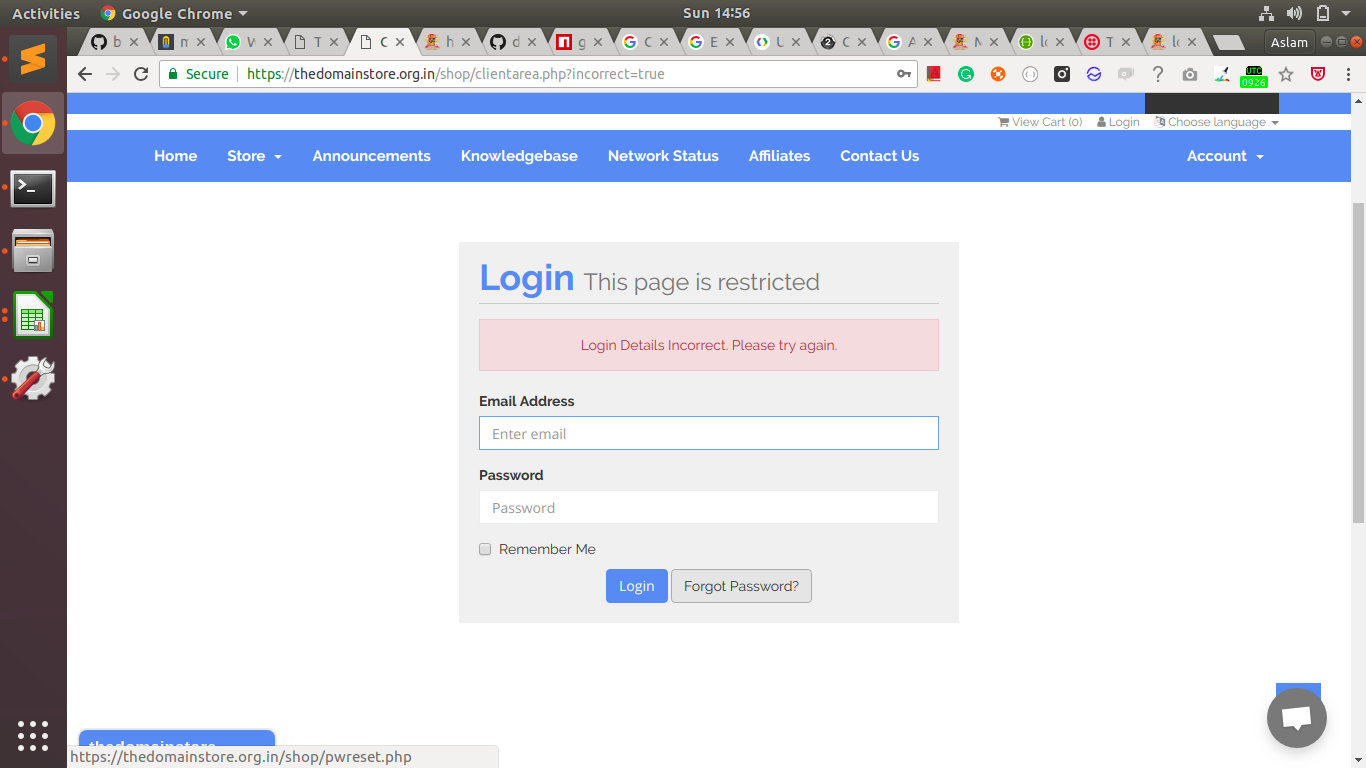 Activities Google Chrome Sun 14:56
b m W T C h d g G E U C A N lo T lo Aslam
Secure https://thedomainstore.org.in/shop/clientarea.php?incorrect=true UTC 0926
View Cart (0) Login Choose language
Home Store Announcements Knowledgebase Network Status Affiliates Contact Us Account
Login This page is restricted
Login Details Incorrect. Please try again.
Email Address
Enter email
Password
Password
Remember Me
Login Forgot Password?
thedomainstore
https://thedomainstore.org.in/shop/pwreset.php